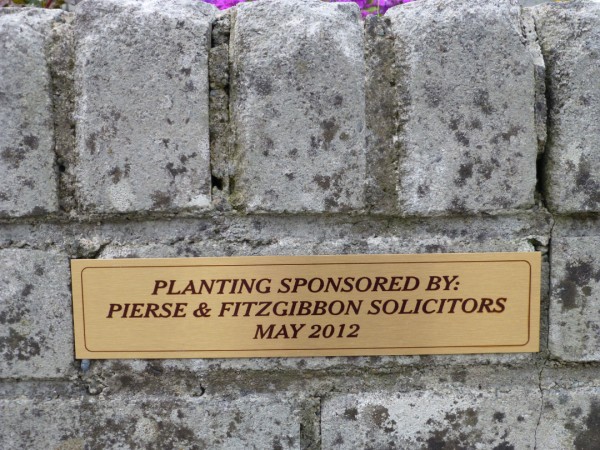 PLANTING SPONSORED BY:
PIERSE & FITZGIBBON SOLICITORS
MAY 2012